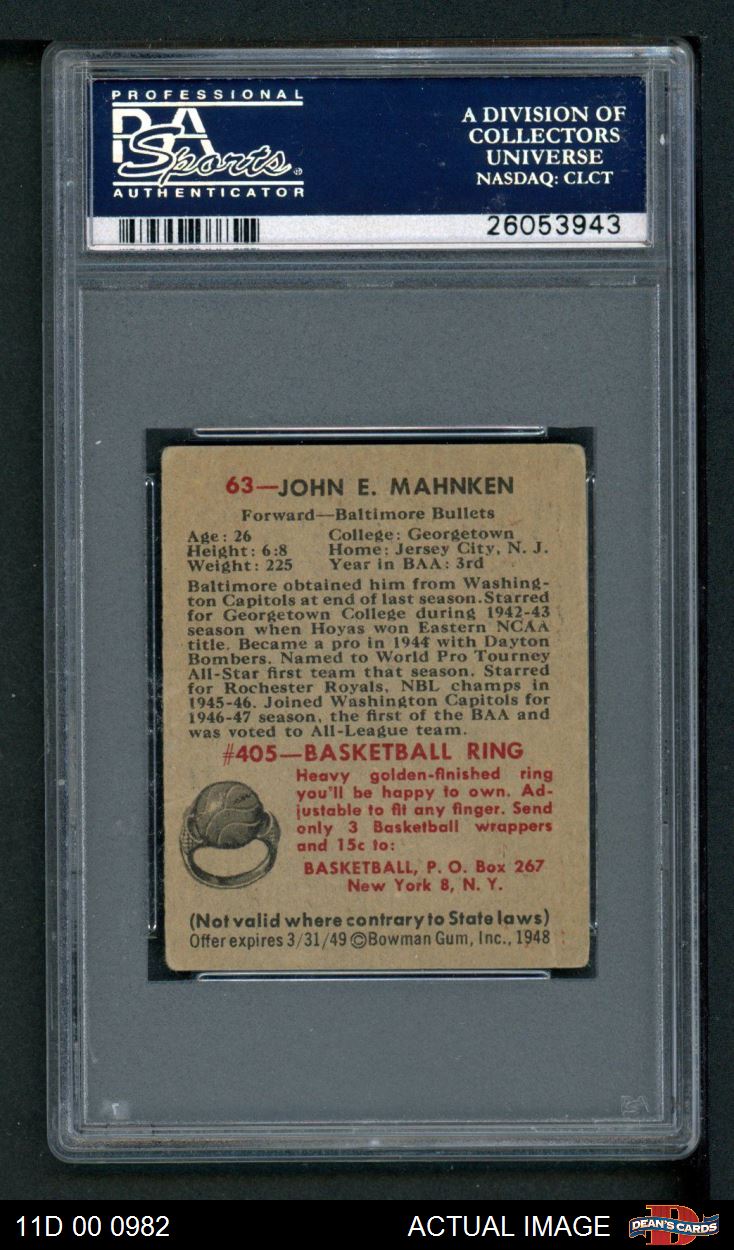 PROFESSIONAL
PSA
Sports
AUTHENTICATOR
A DIVISION OF
COLLECTORS
UNIVERSE
NASDAQ: CLCT
26053943
63—JOHN E. MAHNKEN
Forward—Baltimore Bullets
Age: 26 College: Georgetown
Height: 6:8 Home: Jersey City, N. J.
Weight: 225 Year in BAA: 3rd
Baltimore obtained him from Washing-
ton Capitols at end of last season. Starred
for Georgetown College during 1942-43
season when Hoyas won Eastern NCAA
title. Became a pro in 1944 with Dayton
Bombers. Named to World Pro Tourney
All-Star first team that season. Starred
for Rochester Royals, NBL champs in
1945-46. Joined Washington Capitols for
1946-47 season, the first of the BAA and
was voted to All-League team.
#405—BASKETBALL RING
Heavy golden-finished ring
you'll be happy to own. Ad-
justable to fit any finger. Send
only 3 Basketball wrappers
and 15c to:
BASKETBALL, P. O. Box 267
New York 8, N. Y.
(Not valid where contrary to State laws)
Offer expires 3/31/49 ©Bowman Gum, Inc., 1948
PSA
11D 00 0982
ACTUAL IMAGE
DEAN'S CARDS